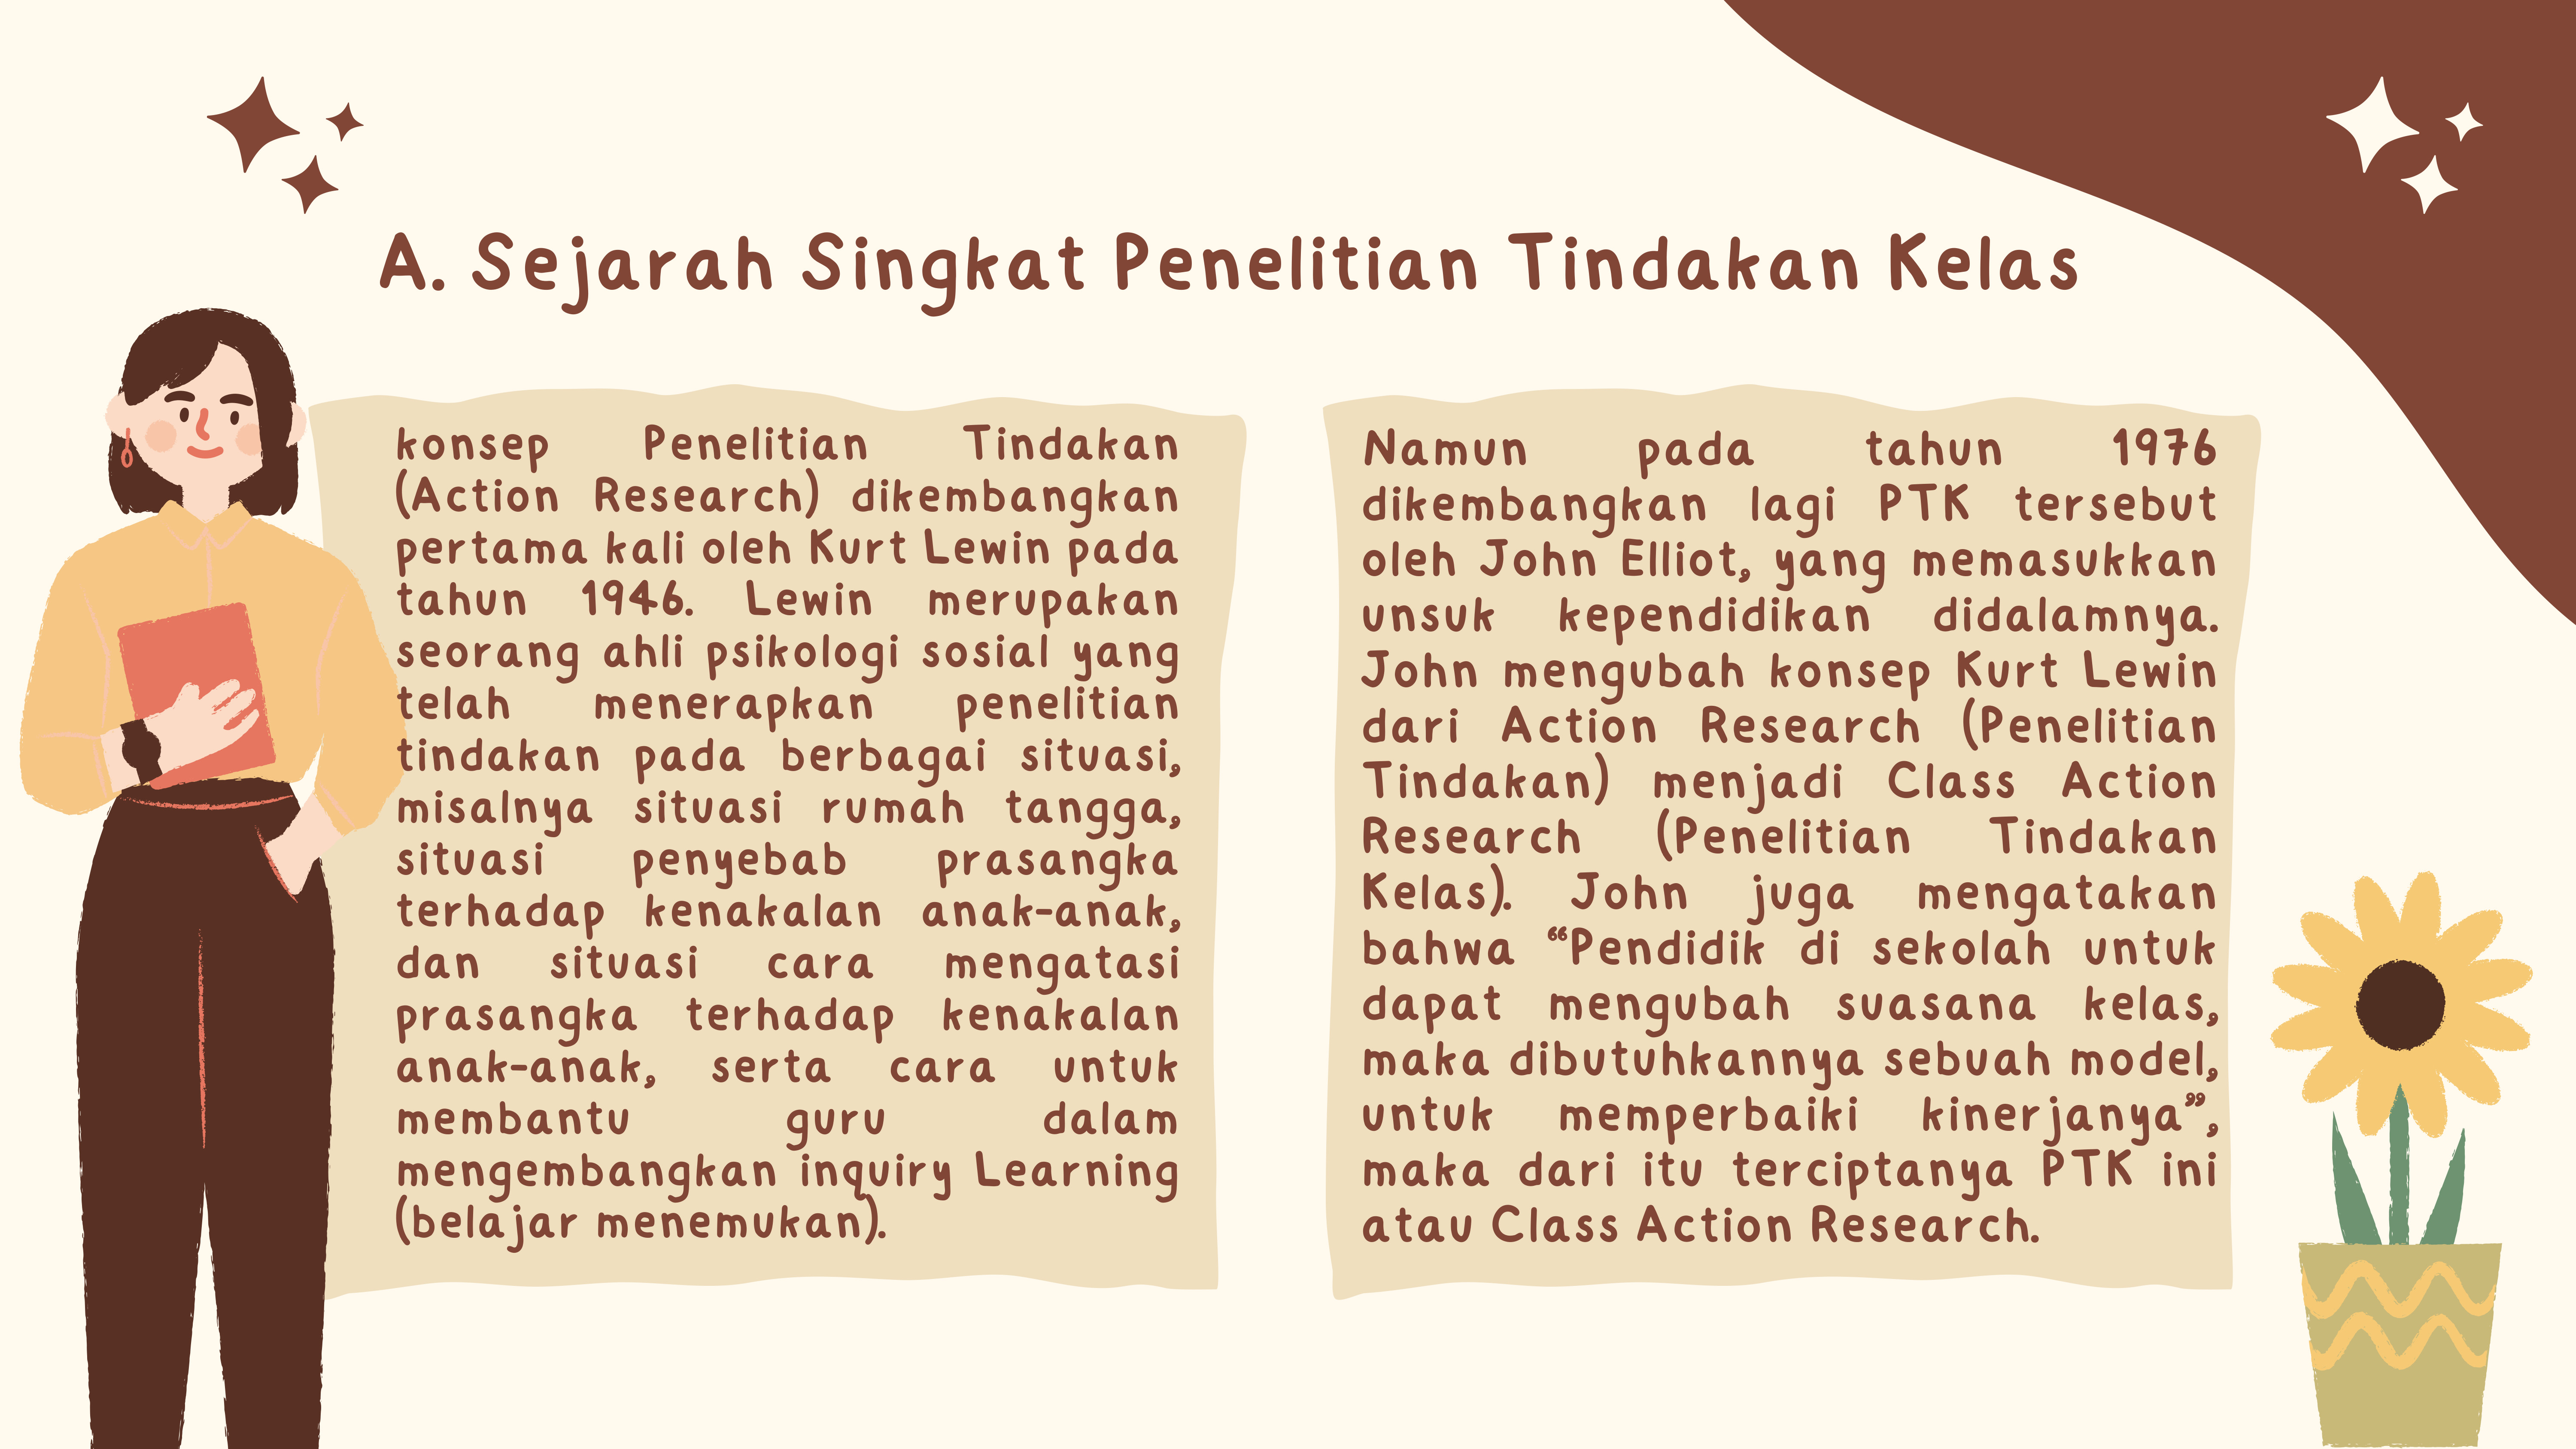 A. Sejarah Singkat Penelitian Tindakan Kelas
konsep Penelitian Tindakan
(Action Research) dikembangkan
pertama kali oleh Kurt Lewin pada
tahun 1946. Lewin merupakan
seorang ahli psikologi sosial yang
telah menerapkan penelitian
tindakan pada berbagai situasi,
misalnya situasi rumah tangga,
situasi penyebab prasangka
terhadap kenakalan anak-anak,
dan situasi cara mengatasi
prasangka terhadap kenakalan
anak-anak, serta cara untuk
membantu guru dalam
mengembangkan inquiry Learning
(belajar menemukan).
Namun pada tahun 1976
dikembangkan lagi PTK tersebut
oleh John Elliot, yang memasukkan
unsuk kependidikan didalamnya.
John mengubah konsep Kurt Lewin
dari Action Research (Penelitian
Tindakan) menjadi Class Action
Research (Penelitian Tindakan
Kelas). John juga mengatakan
bahwa “Pendidik di sekolah untuk
dapat mengubah suasana kelas,
maka dibutuhkannya sebuah model,
untuk memperbaiki kinerjanya”,
maka dari itu terciptanya PTK ini
atau Class Action Research.